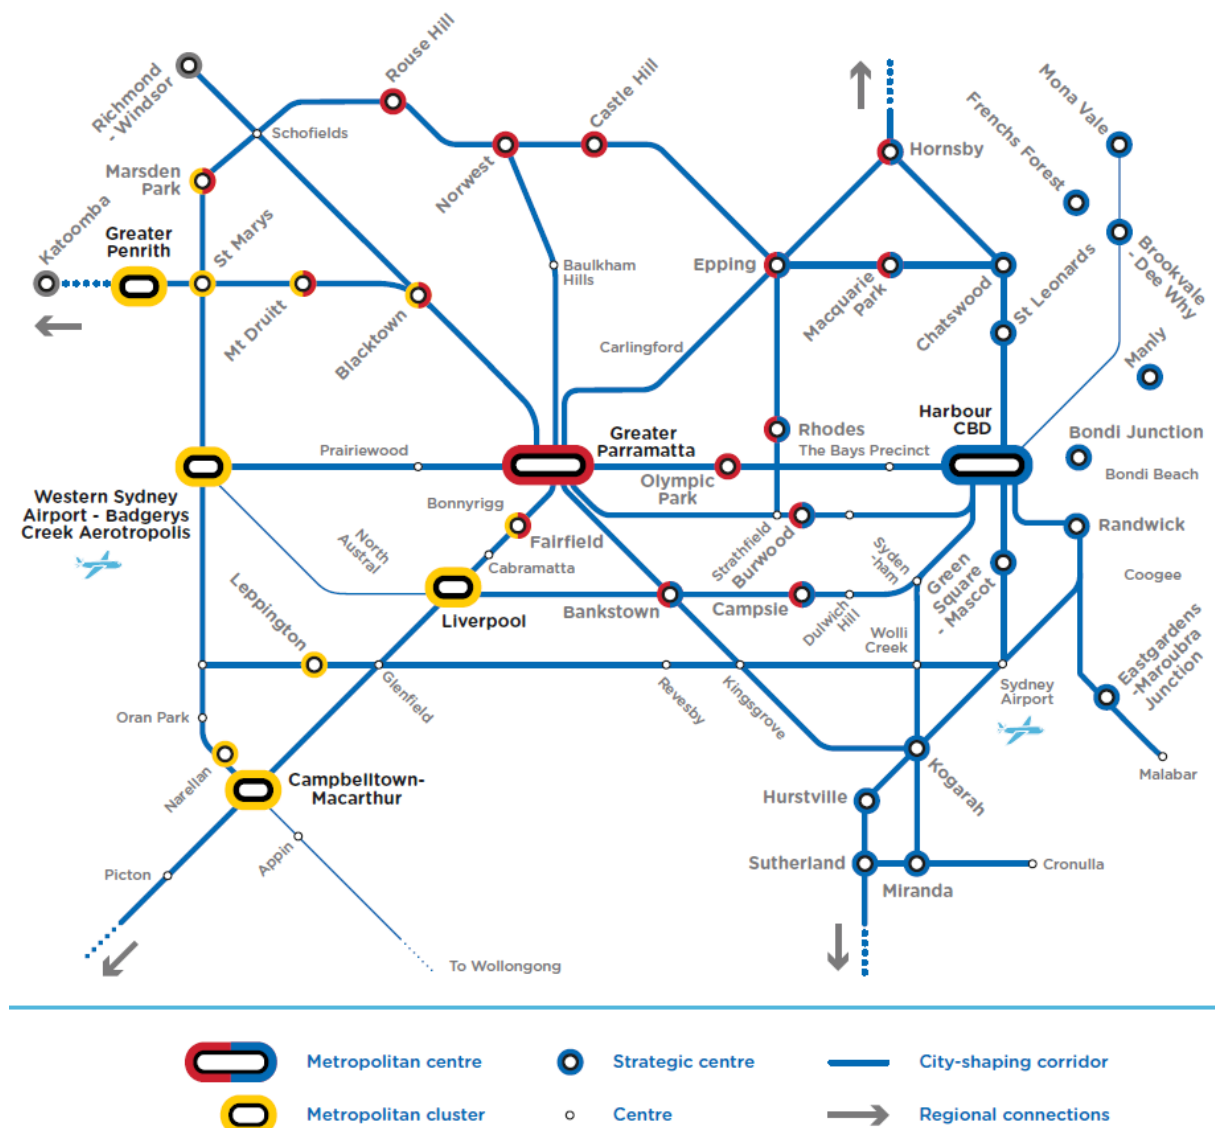 Rouse Hill
Richmond
- Windsor
Schofields
Castle Hill
Mona Vale
Frenchs Forest
Hornsby
Marsden
Park
Norwest
Katoomba
Greater
Penrith
St Marys
Baulkham
Hills
Epping
Macquarie
Park
Chatswood
St Leonards
Brookvale
- Dee Why
Mt Druitt
Blacktown
Carlingford
Manly
Harbour
CBD
Greater
Parramatta
Rhodes
Bondi Junction
Prairiewood
The Bays Precinct
Olympic
Park
Bondi Beach
Western Sydney
Airport - Badgerys
Creek Aerotropolis
Bonnyrigg
Fairfield
Cabramatta
North
Austral
Strathfield
Burwood
Syden
-ham
Green
Square
- Mascot
Randwick
Coogee
Leppington
Liverpool
Bankstown
Campsie
Dulwich
Hill
Wolli
Creek
Eastgardens
-Maroubra
Junction
Glenfield
Revesby
Kingsgrove
Sydney
Airport
Oran Park
Narellan
Campbelltown-
Macarthur
Hurstville
Kogarah
Malabar
Appin
Picton
Sutherland
Miranda
Cronulla
To Wollongong
Metropolitan centre
Strategic centre
City-shaping corridor
Metropolitan cluster
Centre
Regional connections